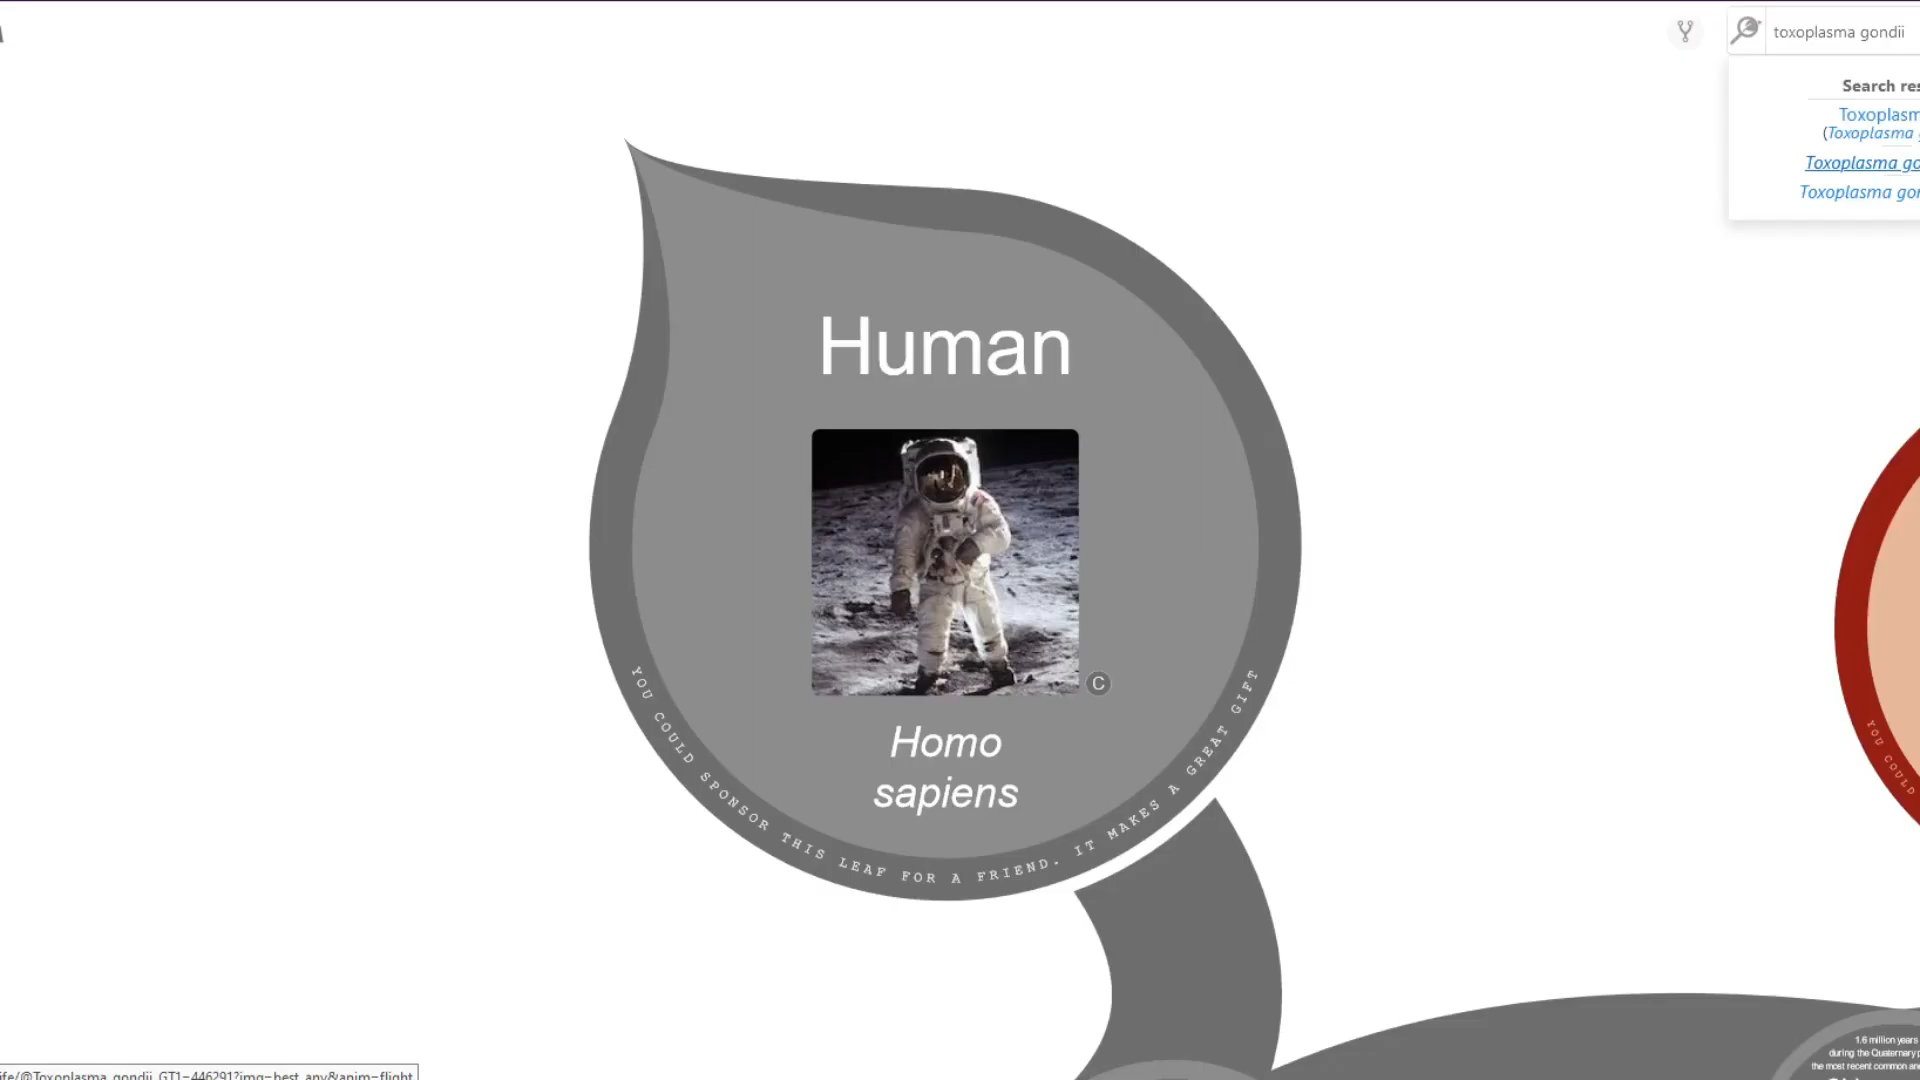 toxoplasma gondii
Search res
Toxoplasm
(Toxoplasma g
Toxoplasma go
Toxoplasma gon
Human
C
Homo
sapiens
YOU COULD SPONSOR THIS LEAF FOR A FRIEND. IT MAKES A GREAT GIFT
YOU COULD
1.6 million years
during the Quaternary p
the most recent common an
ife/@Toxoplasma_gondii_GT1=446291?img=best_any&anim=flight